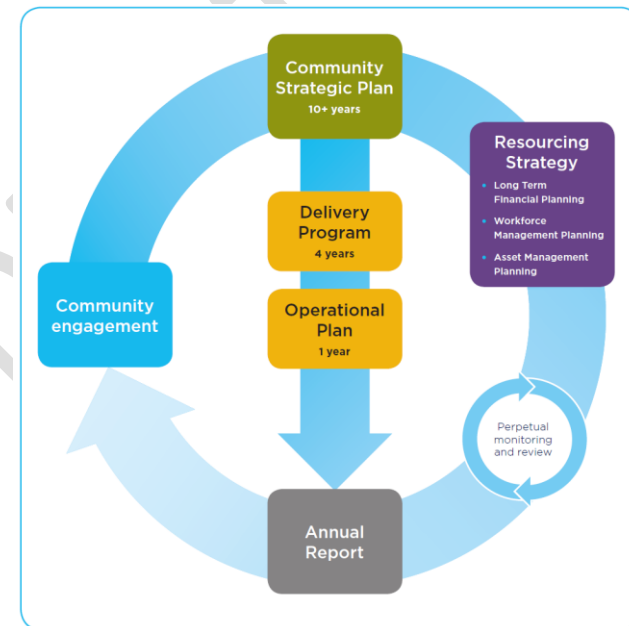 Community
Strategic Plan
10+ years
Resourcing
Strategy
• Long Term
Financial Planning
• Workforce
Management Planning
• Asset Management
Planning
Delivery
Program
4 years
Community
engagement
Operational
Plan
1 year
Perpetual
monitoring
and review
Annual
Report